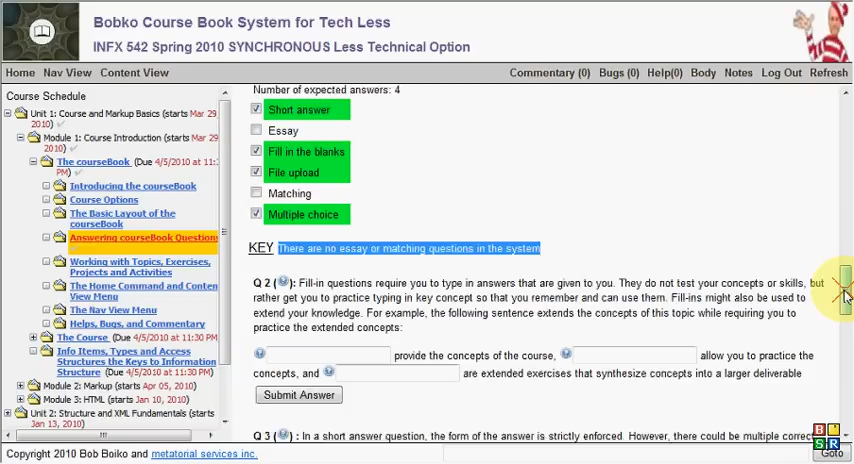 Bobko Course Book System for Tech Less
INFX 542 Spring 2010 SYNCHRONOUS Less Technical Option
Home Nav View Content View Commentary (0) Bugs (0) Help(0) Body Notes Log Out Refresh
Course Schedule
Unit 1: Course and Markup Basics (starts Mar 29, 2010)
Module 1: Course Introduction (starts Mar 29, 2010)
The courseBook (Due 4/5/2010 at 11:3
PM)
Introducing the courseBook
Course Options
The Basic Layout of the
courseBook
Answering courseBook Questions
Working with Topics, Exercises,
Projects and Activities
The Home Command and Conten
View Menu
The Nav View Menu
Helps, Bugs, and Commentary
The Course (Due 4/5/2010 at 11:30 PM)
Info Items, Types and Access
Structures the Keys to Information
Structure (Due 4/5/2010 at 11:30 PM)
Module 2: Markup (starts Apr 05, 2010)
Module 3: HTML (starts Jan 10, 2010)
Unit 2: Structure and XML Fundamentals (starts
Jan 13, 2010)
Number of expected answers: 4
Short answer
Essay
Fill in the blanks
File upload
Matching
Multiple choice
KEY There are no essay or matching questions in the system
Q 2 (?): Fill-in questions require you to type in answers that are given to you. They do not test your concepts or skills, but
rather get you to practice typing in key concept so that you remember and can use them. Fill-ins might also be used to
extend your knowledge. For example, the following sentence extends the concepts of this topic while requiring you to
practice the extended concepts:
provide the concepts of the course, allow you to practice the
concepts, and are extended exercises that synthesize concepts into a larger deliverable
Submit Answer
Q 3 (?) : In a short answer question, the form of the answer is strictly enforced. However, there could be multiple correct
B S R
Copyright 2010 Bob Boiko and metatorial services inc. Goto